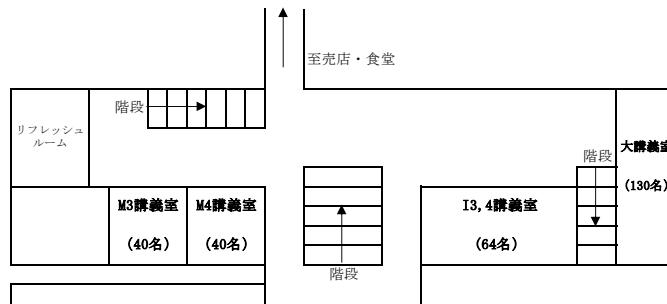 至売店・食堂
階段
リフレッシュ
ルーム
階段
大講義室
(130名)
M3講義室
(40名)
M4講義室
(40名)
I3,4講義室
(64名)
階段